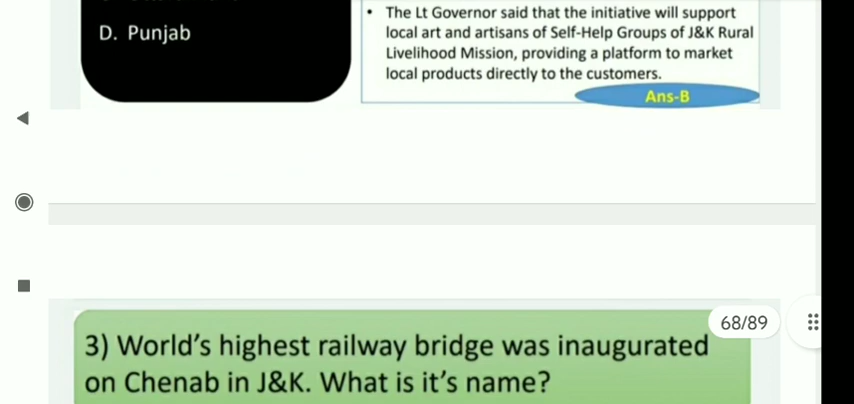 D. Punjab
• The Lt Governor said that the initiative will support
local art and artisans of Self-Help Groups of J&K Rural
Livelihood Mission, providing a platform to market
local products directly to the customers.
Ans-B
68/89
3) World's highest railway bridge was inaugurated
on Chenab in J&K. What is it's name?